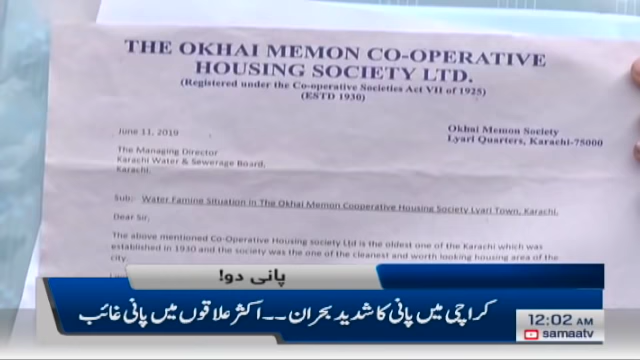 THE OKHAI MEMON CO-OPERATIVE
HOUSING SOCIETY LTD.
(Registered under the Co-operative Societies Act VII of 1925)
(ESTD 1930)
June 11, 2019
Okhai Memon Society
Lyari Quarters, Karachi-75000
The Managing Director
Karachi Water & Sewerage Board,
Karachi.
Sub: Water Famine Situation in The Okhai Memon Cooperative Housing Society Lyari Town, Karachi.
Dear Sir,
The above mentioned Co-Operative Housing society Ltd is the oldest one of the Karachi which was
established in 1930 and the society was the one of the cleanest and worth looking housing area of the
city.
پانی دو!
کراچی میں پانی کا شدید بحران ۔۔ اکثر علاقوں میں پانی غائب
12:02 AM
samaatv